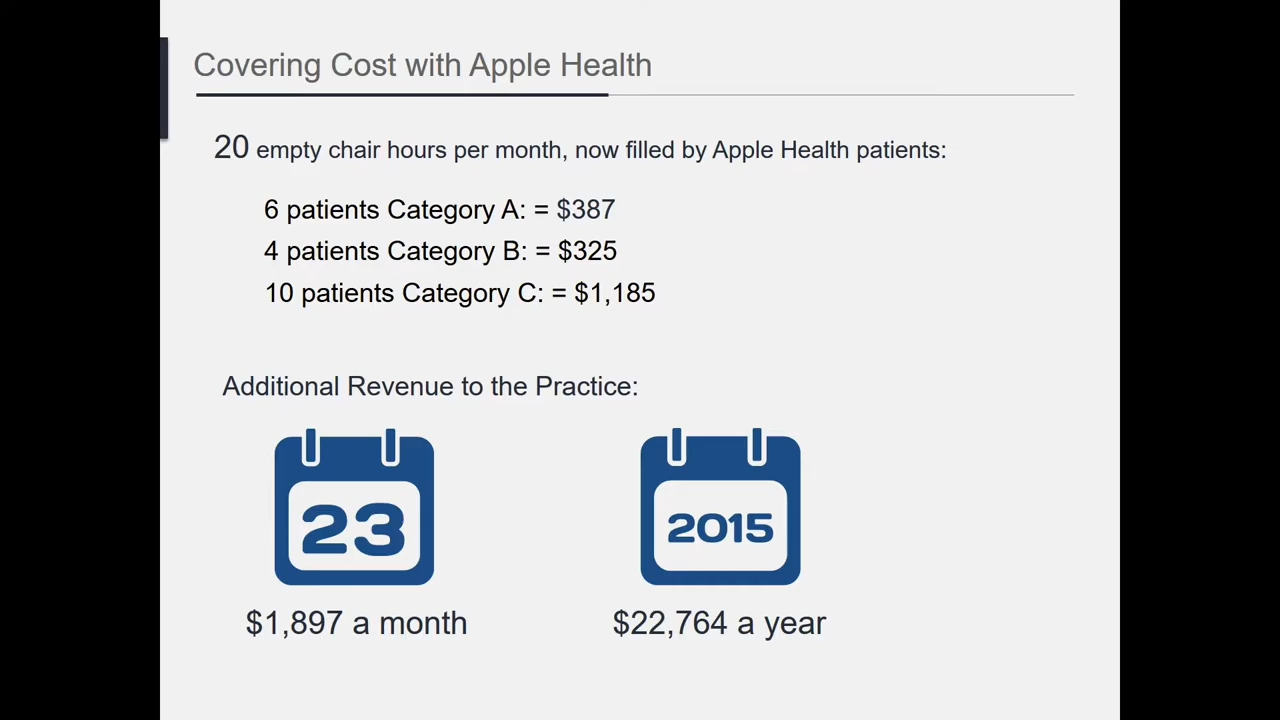 Covering Cost with Apple Health
20 empty chair hours per month, now filled by Apple Health patients:
6 patients Category A: = $387
4 patients Category B: = $325
10 patients Category C: = $1,185
Additional Revenue to the Practice:
23
2015
$1,897 a month
$22,764 a year